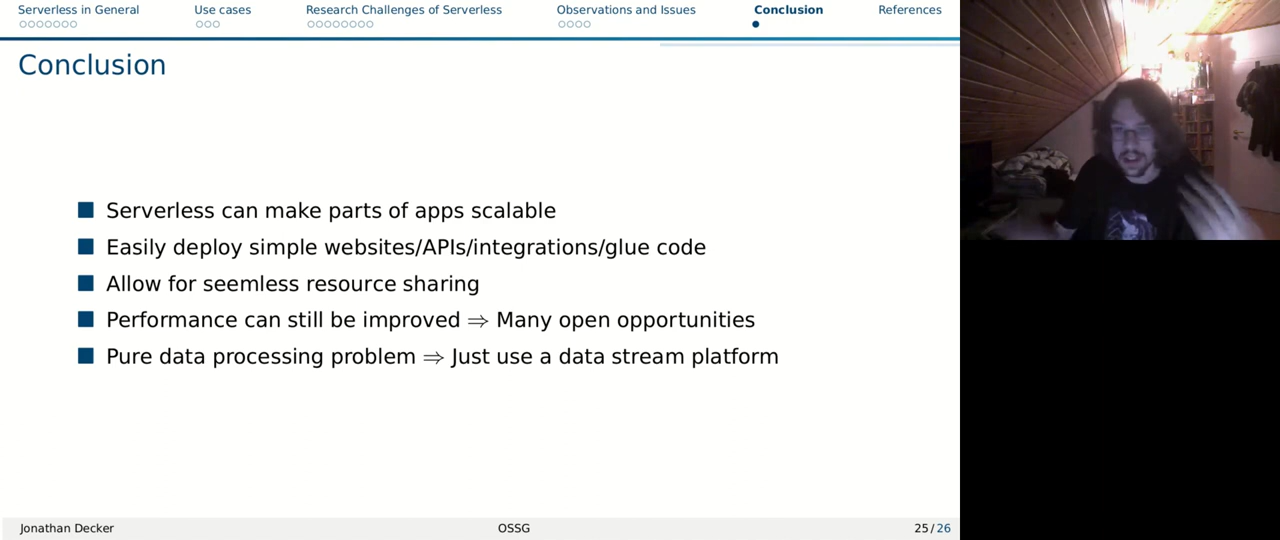 Serverless in General Use cases Research Challenges of Serverless Observations and Issues Conclusion References
Conclusion
Serverless can make parts of apps scalable
Easily deploy simple websites/APIs/integrations/glue code
Allow for seemless resource sharing
Performance can still be improved ⇒ Many open opportunities
Pure data processing problem ⇒ Just use a data stream platform
Jonathan Decker OSSG 25/26